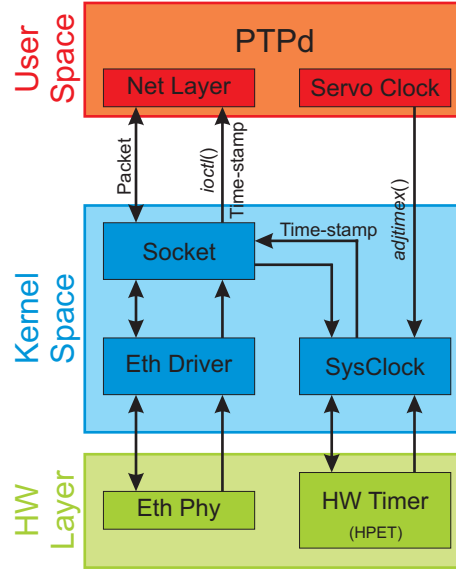 User
Space
PTPd
Net Layer
Servo Clock
Packet
ioctl()
Time-stamp
adjtimex()
Kernel
Space
Time-stamp
Socket
Eth Driver
SysClock
HW
Layer
Eth Phy
HW Timer
(HPET)